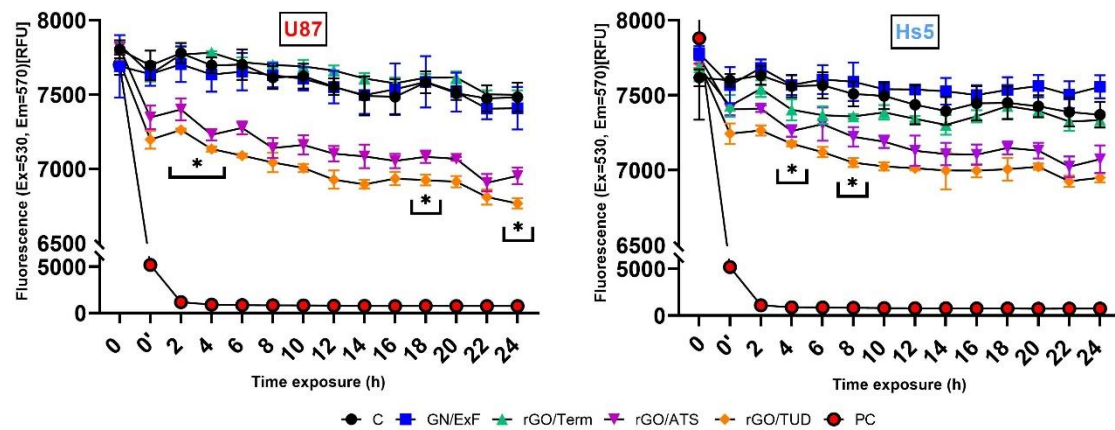 U87
Fluorescence (Ex=530, Em=570)[RFU]
8000
7500
7000
6500
5000
0
* * *
0 0' 2 4 6 8 10 12 14 16 18 20 22 24
Time exposure (h)
Hs5
Fluorescence (Ex=530, Em=570)[RFU]
8000
7500
7000
6500
5000
0
* *
0 0' 2 4 6 8 10 12 14 16 18 20 22 24
Time exposure (h)
C GN/ExF rGO/Term rGO/ATS rGO/TUD PC